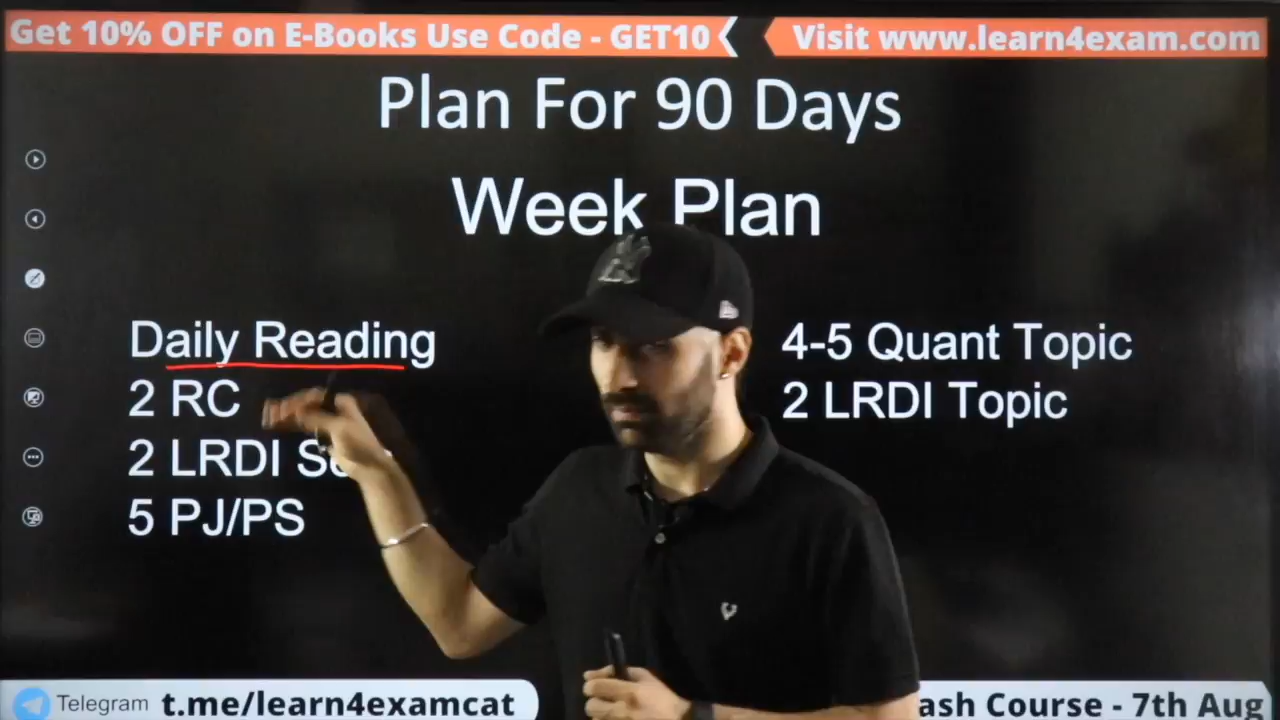 Get 10% OFF on E-Books Use Code - GET10
Visit www.learn4exam.com
Plan For 90 Days
Week Plan
Daily Reading
2 RC
2 LRDI
5 PJ/PS
4-5 Quant Topic
2 LRDI Topic
Telegram t.me/learn4examcat
Course - 7th Aug